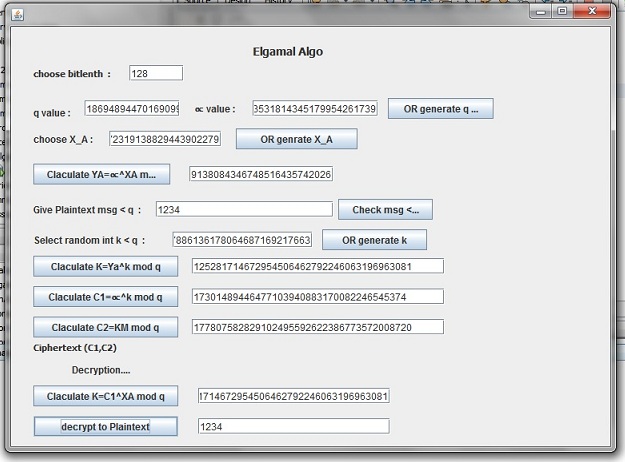 Elgamal Algo
choose bitlenth : 128
q value : 18694894470169099 ∝ value : 3531814345179954261739 OR generate q ...
choose X_A : '2319138829443902279 OR genrate X_A
Claculate YA=∝^XA m... 9138084346748516435742026
Give Plaintext msg < q : 1234 Check msg <...
Select random int k < q : '886136178064687169217663 OR generate k
Claculate K=Ya^k mod q 125281714672954506462792246063196963081
Claculate C1=∝^k mod q 17301489446477103940883170082246545374
Claculate C2=KM mod q 177807582829102495592622386773572008720
Ciphertext (C1,C2)
Decryption....
Claculate K=C1^XA mod q 1714672954506462792246063196963081
decrypt to Plaintext 1234